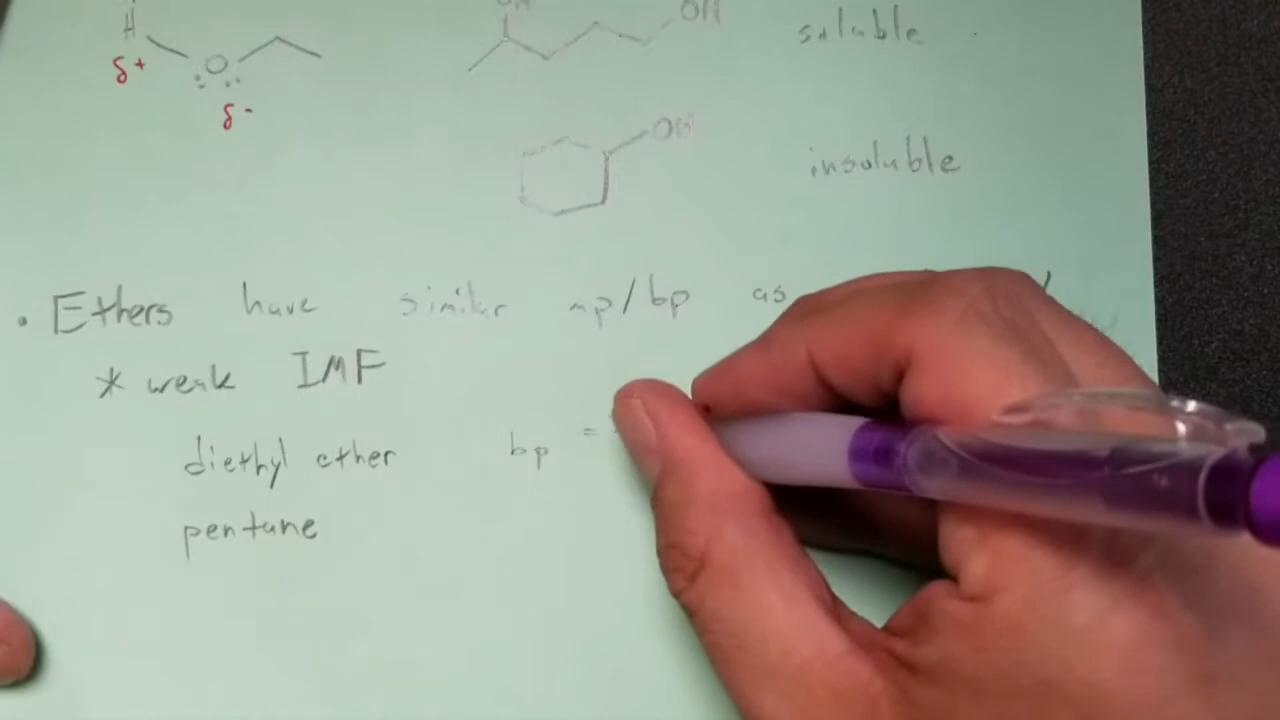 H
δ+
O
δ-
OH
soluble
OH
insoluble
• Ethers have similar mp/bp as
* weak IMF
diethyl ether bp =
pentane